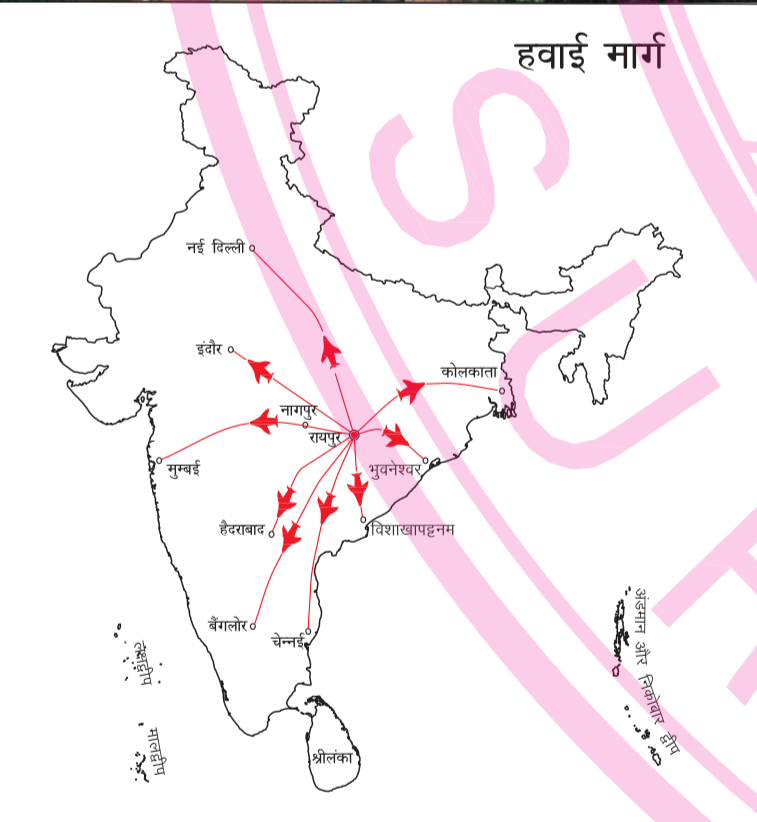 हवाई मार्ग
नई दिल्ली
इंदौर
कोलकाता
नागपुर
रायपुर
मुम्बई
भुवनेश्वर
हैदराबाद
विशाखापट्टनम
बैंगलोर
चेन्नई
अंडमान और निकोबार द्वीप
लक्षद्वीप
मालद्वीप
श्रीलंका
S
U